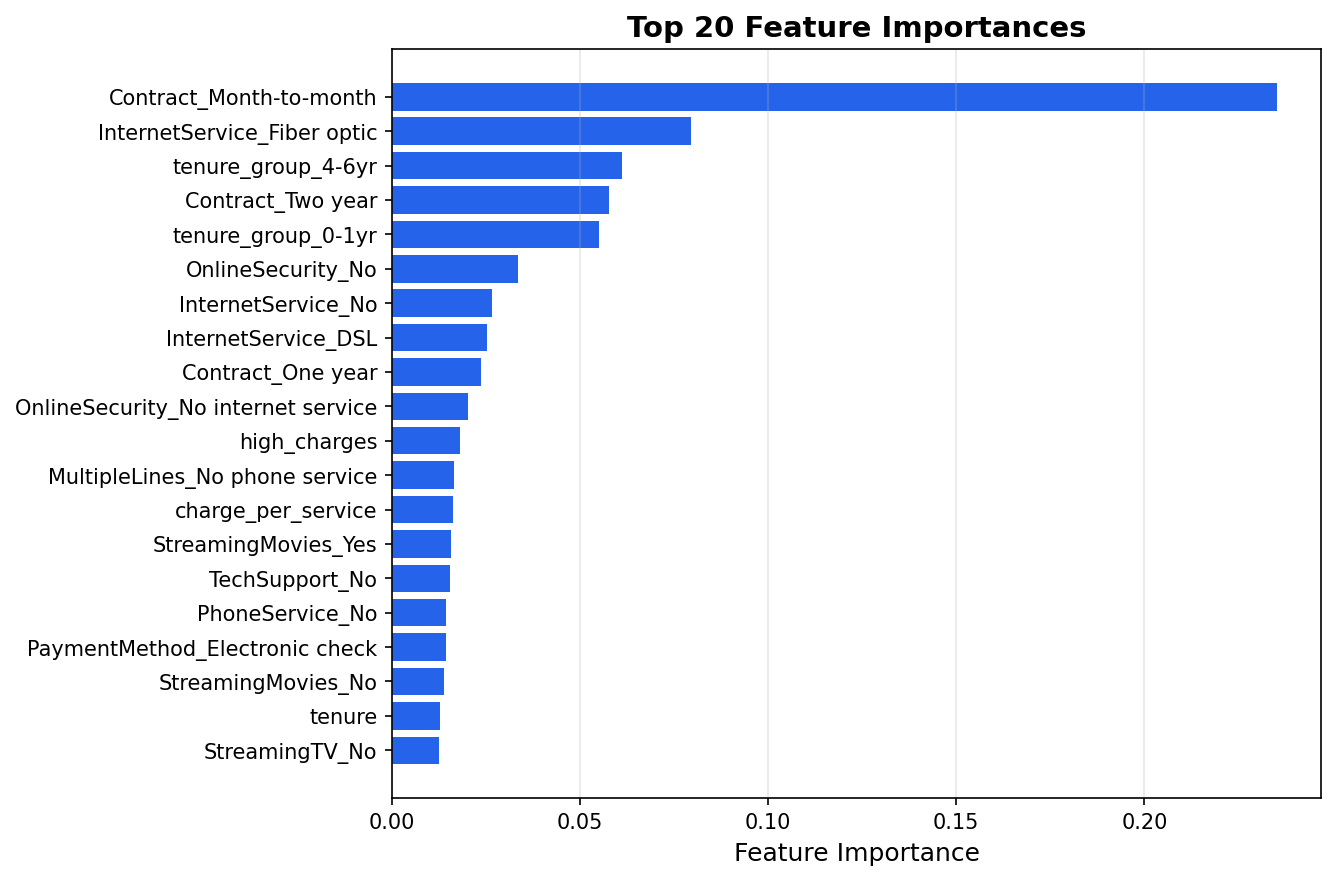 Top 20 Feature Importances
Contract_Month-to-month
InternetService_Fiber optic
tenure_group_4-6yr
Contract_Two year
tenure_group_0-1yr
OnlineSecurity_No
InternetService_No
InternetService_DSL
Contract_One year
OnlineSecurity_No internet service
high_charges
MultipleLines_No phone service
charge_per_service
StreamingMovies_Yes
TechSupport_No
PhoneService_No
PaymentMethod_Electronic check
StreamingMovies_No
tenure
StreamingTV_No
0.00 0.05 0.10 0.15 0.20
Feature Importance